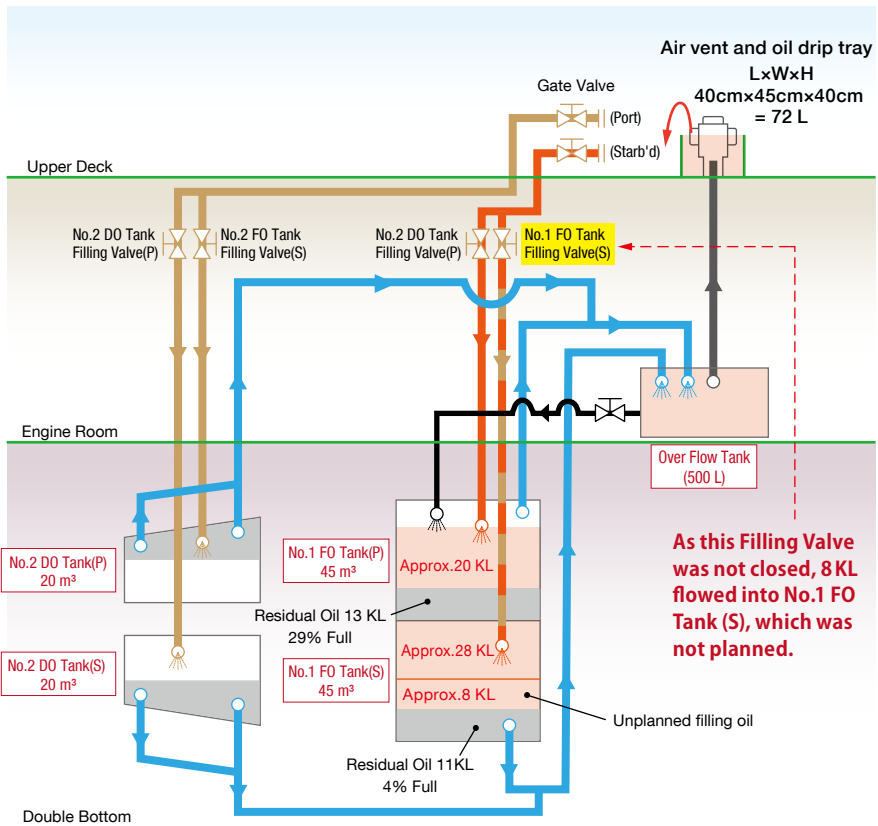 Air vent and oil drip tray
L×W×H
40cm×45cm×40cm
= 72 L
Gate Valve
(Port)
(Starb'd)
Upper Deck
No.2 DO Tank
Filling Valve(P)
No.2 FO Tank
Filling Valve(S)
No.2 DO Tank
Filling Valve(P)
No.1 FO Tank
Filling Valve(S)
Engine Room
Over Flow Tank
(500 L)
No.2 DO Tank(P)
20 m³
No.1 FO Tank(P)
45 m³
Approx.20 KL
Residual Oil 13 KL
29% Full
No.2 DO Tank(S)
20 m³
No.1 FO Tank(S)
45 m³
Approx.28 KL
Approx.8 KL
Unplanned filling oil
Residual Oil 11KL
4% Full
As this Filling Valve
was not closed, 8 KL
flowed into No.1 FO
Tank (S), which was
not planned.
Double Bottom